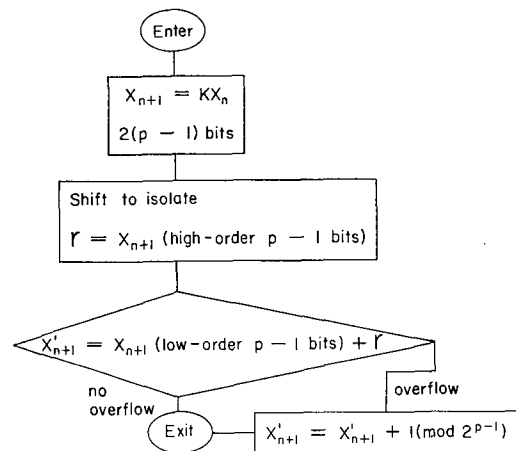 Enter
X_{n+1} = KX_n
2(p − 1) bits
Shift to isolate
r = X_{n+1} (high-order p − 1 bits)
X'_{n+1} = X_{n+1} (low-order p − 1 bits) + r
no
overflow
overflow
Exit
X'_{n+1} = X'_{n+1} + 1(mod 2^{p-1})